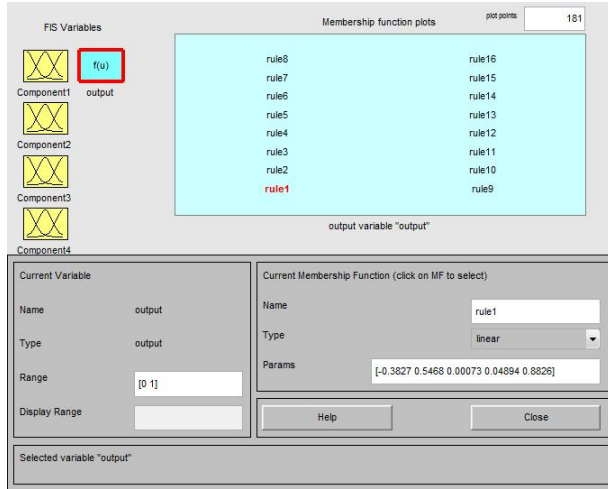 FIS Variables
Membership function plots
plot points:
181
f(u)
Component1
output
Component2
Component3
Component4
rule8
rule16
rule7
rule15
rule6
rule14
rule5
rule13
rule4
rule12
rule3
rule11
rule2
rule10
rule1
rule9
output variable "output"
Current Variable
Name
output
Type
output
Range
[0 1]
Display Range
Current Membership Function (click on MF to select)
Name
rule1
Type
linear
Params
[-0.3827 0.5468 0.00073 0.04894 0.8826]
Help
Close
Selected variable "output"